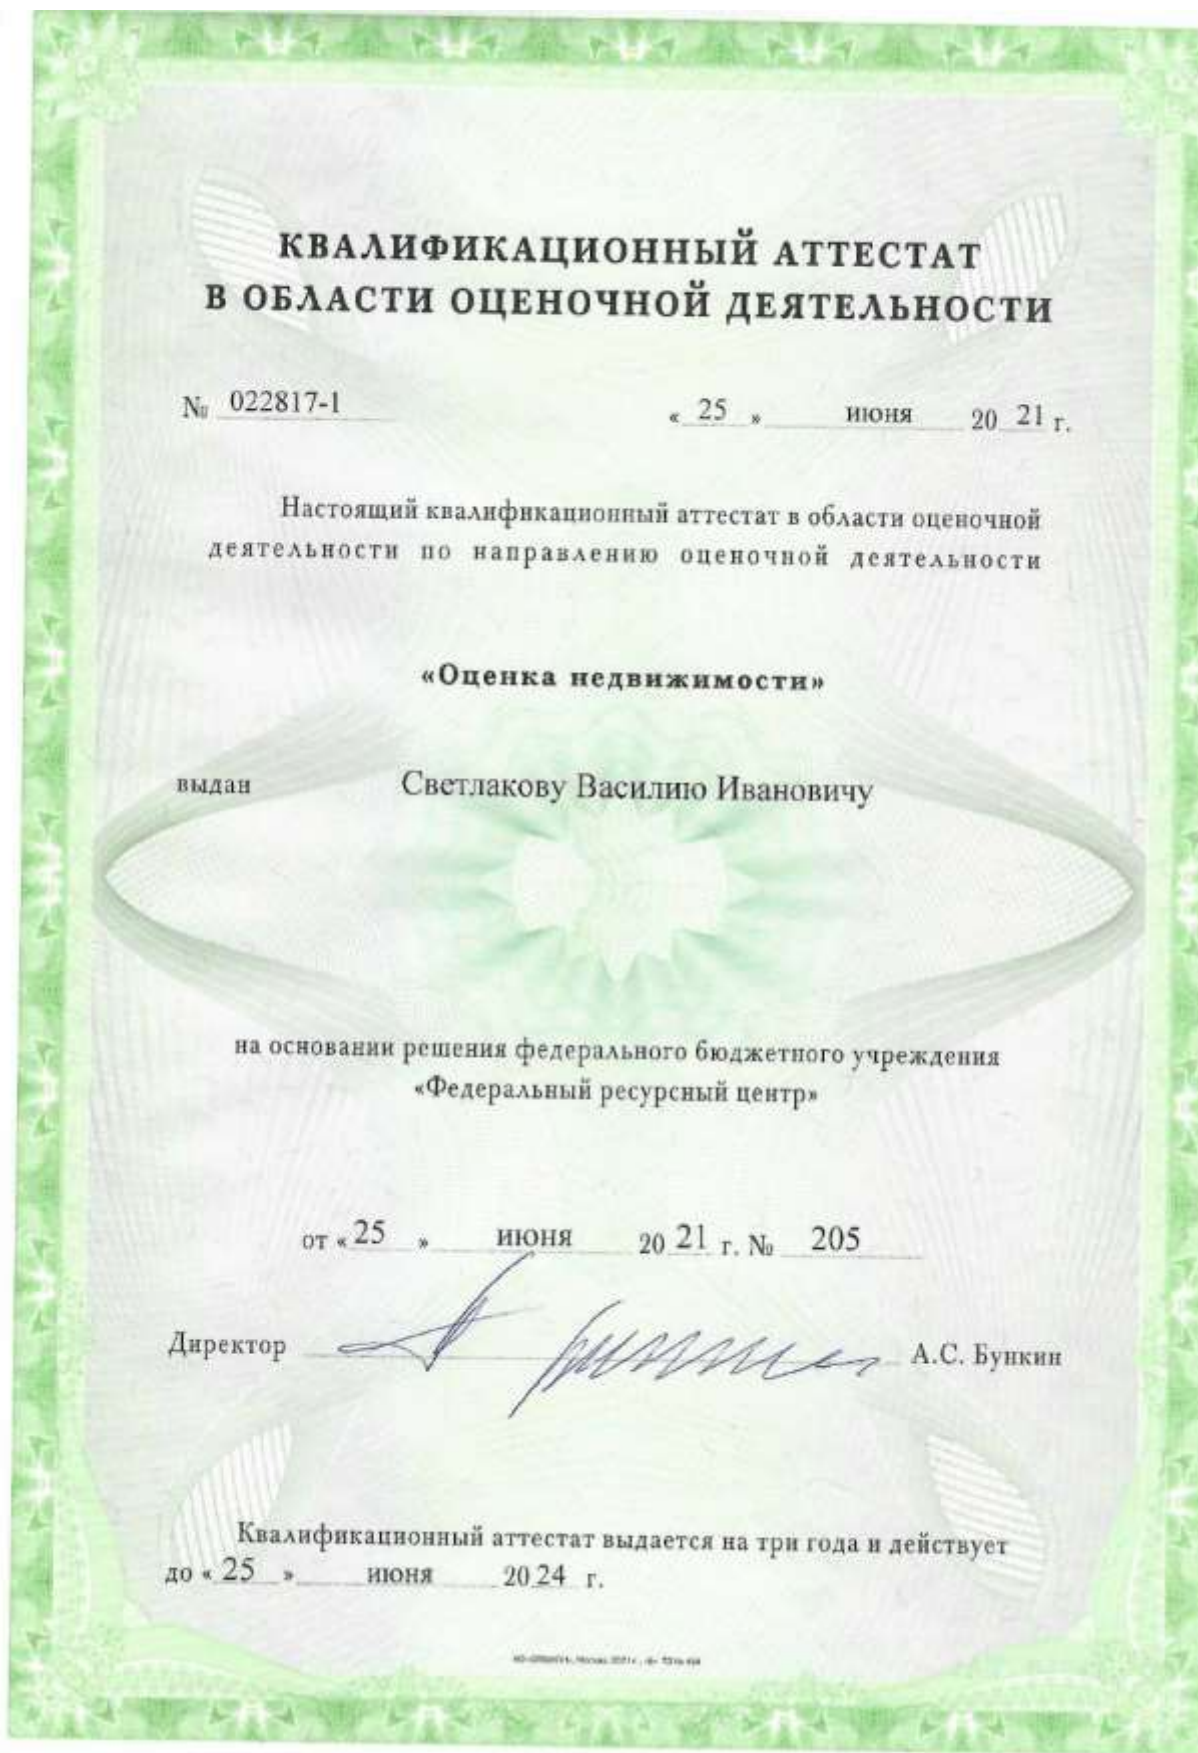 КВАЛИФИКАЦИОННЫЙ АТТЕСТАТ
В ОБЛАСТИ ОЦЕНОЧНОЙ ДЕЯТЕЛЬНОСТИ
№ 022817-1 « 25 » июня 20 21 г.
Настоящий квалификационный аттестат в области оценочной
деятельности по направлению оценочной деятельности
«Оценка недвижимости»
выдан Светлакову Василию Ивановичу
на основании решения федерального бюджетного учреждения
«Федеральный ресурсный центр»
от « 25 » июня 20 21 г. № 205
Директор А.С. Бункин
Квалификационный аттестат выдается на три года и действует
до « 25 » июня 20 24 г.